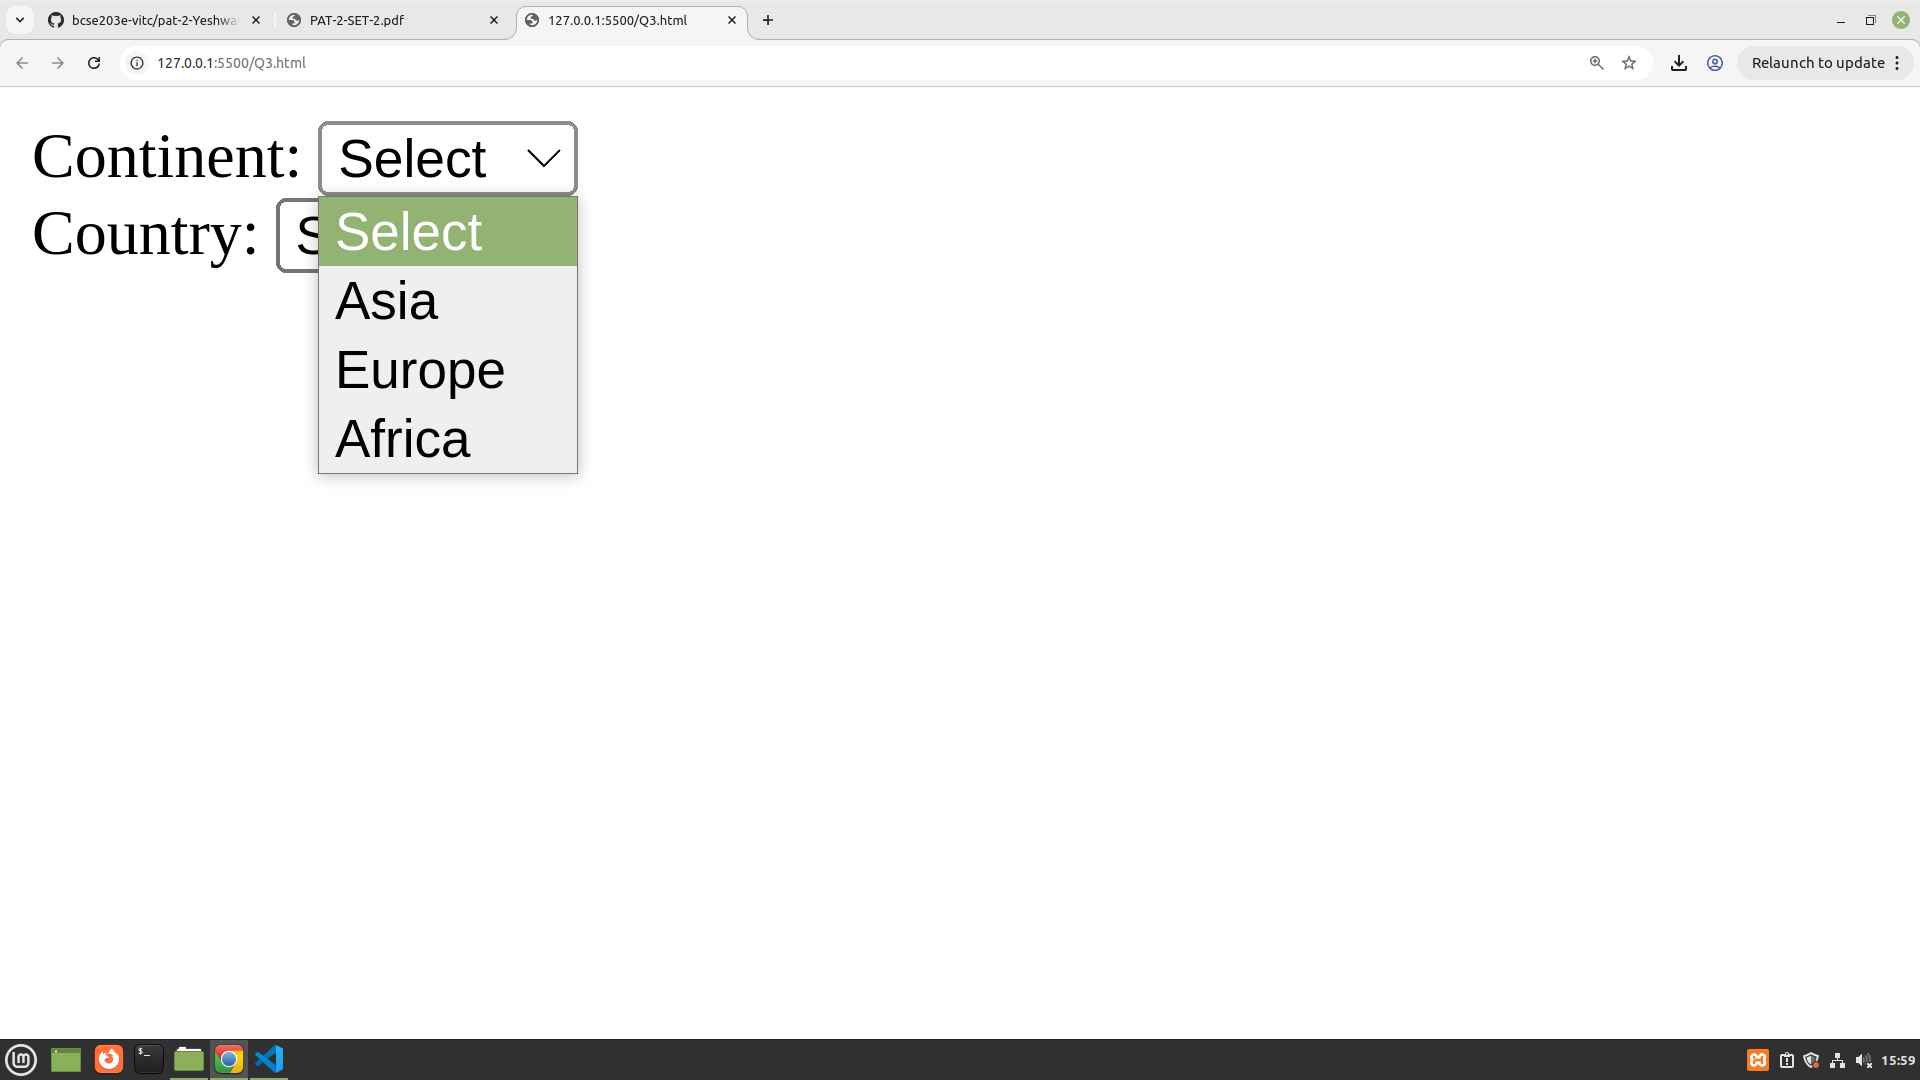 bcse203e-vitc/pat-2-Yeshwa
PAT-2-SET-2.pdf
127.0.0.1:5500/Q3.html
127.0.0.1:5500/Q3.html
Relaunch to update
Continent: Select
Country: S
Select
Asia
Europe
Africa
15:59